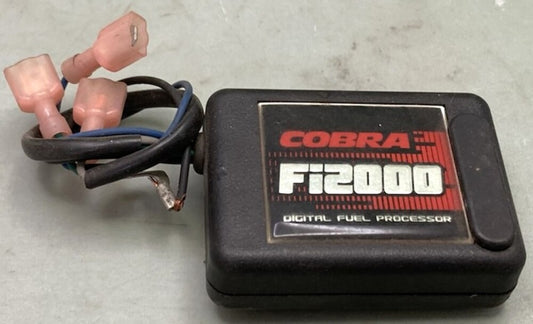 COBRA
Fi2000
DIGITAL FUEL PROCESSOR